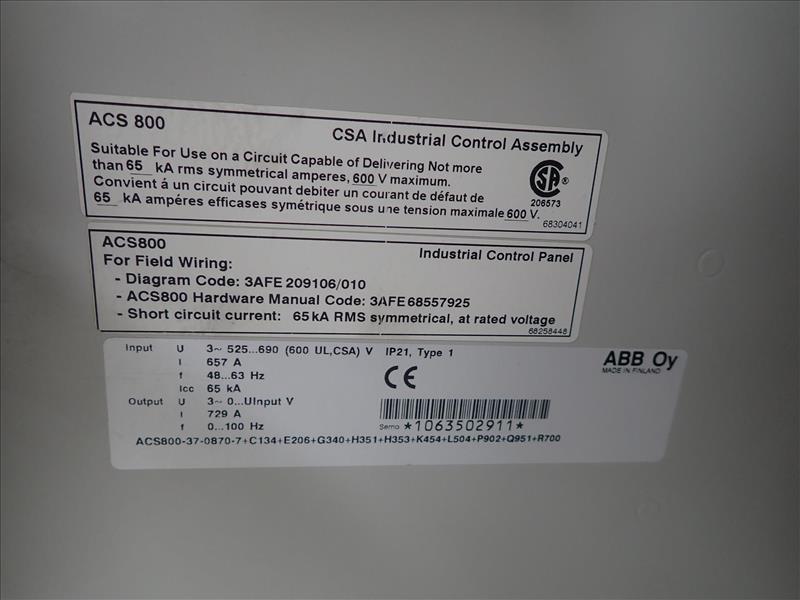 ACS 800
CSA Industrial Control Assembly
Suitable For Use on a Circuit Capable of Delivering Not more
than 65 kA rms symmetrical amperes, 600 V maximum.
Convient á un circuit pouvant debiter un courant de défaut de
65 kA ampéres efficases symétrique sous une tension maximale 600 V.
SA ®
206573
68304041
ACS800
Industrial Control Panel
For Field Wiring:
- Diagram Code: 3AFE 209106/010
- ACS800 Hardware Manual Code: 3AFE 68557925
- Short circuit current: 65 kA RMS symmetrical, at rated voltage
68258448
Input U 3~ 525...690 (600 UL,CSA) V IP21, Type 1
I 657 A
f 48...63 Hz
Icc 65 kA
Output U 3~ 0...UInput V
I 729 A
f 0...100 Hz
CE
ABB Oy
MADE IN FINLAND
Serno *1063502911*
ACS800-37-0870-7+C134+E206+G340+H351+H353+K454+L504+P902+Q951+R700